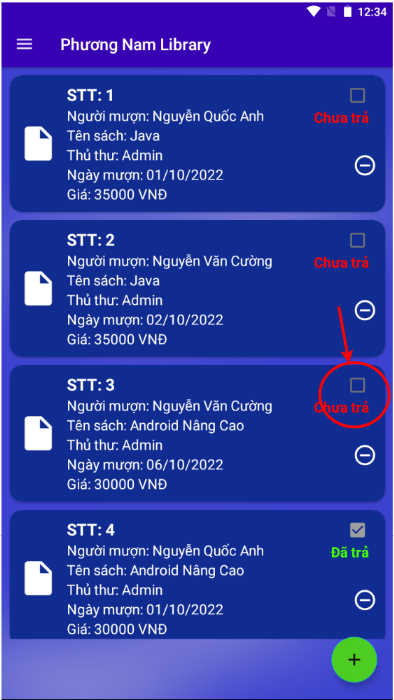 12:34
Phương Nam Library
STT: 1
Người mượn: Nguyễn Quốc Anh
Chưa trả
Tên sách: Java
Thủ thư: Admin
Ngày mượn: 01/10/2022
Giá: 35000 VNĐ
STT: 2
Người mượn: Nguyễn Văn Cường
Chưa trả
Tên sách: Java
Thủ thư: Admin
Ngày mượn: 02/10/2022
Giá: 35000 VNĐ
STT: 3
Người mượn: Nguyễn Văn Cường
Chưa trả
Tên sách: Android Nâng Cao
Thủ thư: Admin
Ngày mượn: 06/10/2022
Giá: 30000 VNĐ
STT: 4
Người mượn: Nguyễn Quốc Anh
Đã trả
Tên sách: Android Nâng Cao
Thủ thư: Admin
Ngày mượn: 01/10/2022
Giá: 30000 VNĐ